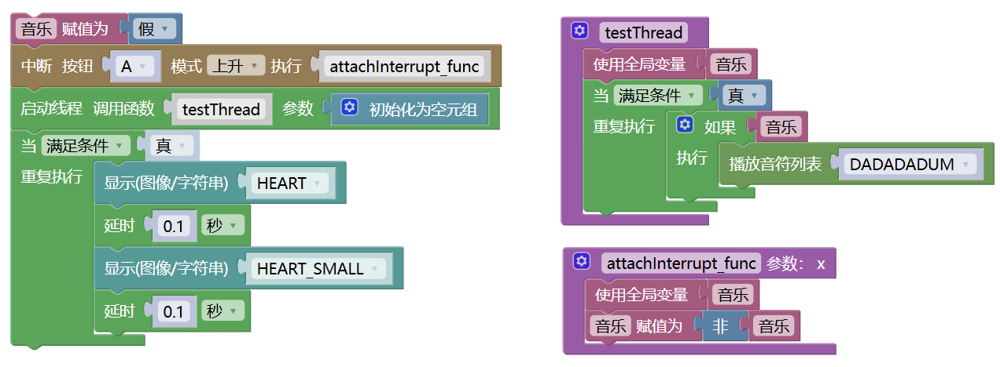 音乐 赋值为 假
中断 按钮 A 模式 上升 执行 attachInterrupt_func
启动线程 调用函数 testThread 参数 初始化为空元组
当 满足条件 真
重复执行 显示(图像/字符串) HEART
延时 0.1 秒
显示(图像/字符串) HEART_SMALL
延时 0.1 秒
testThread
使用全局变量 音乐
当 满足条件 真
重复执行 如果 音乐
执行 播放音符列表 DADADADUM
attachInterrupt_func 参数: x
使用全局变量 音乐
音乐 赋值为 非 音乐